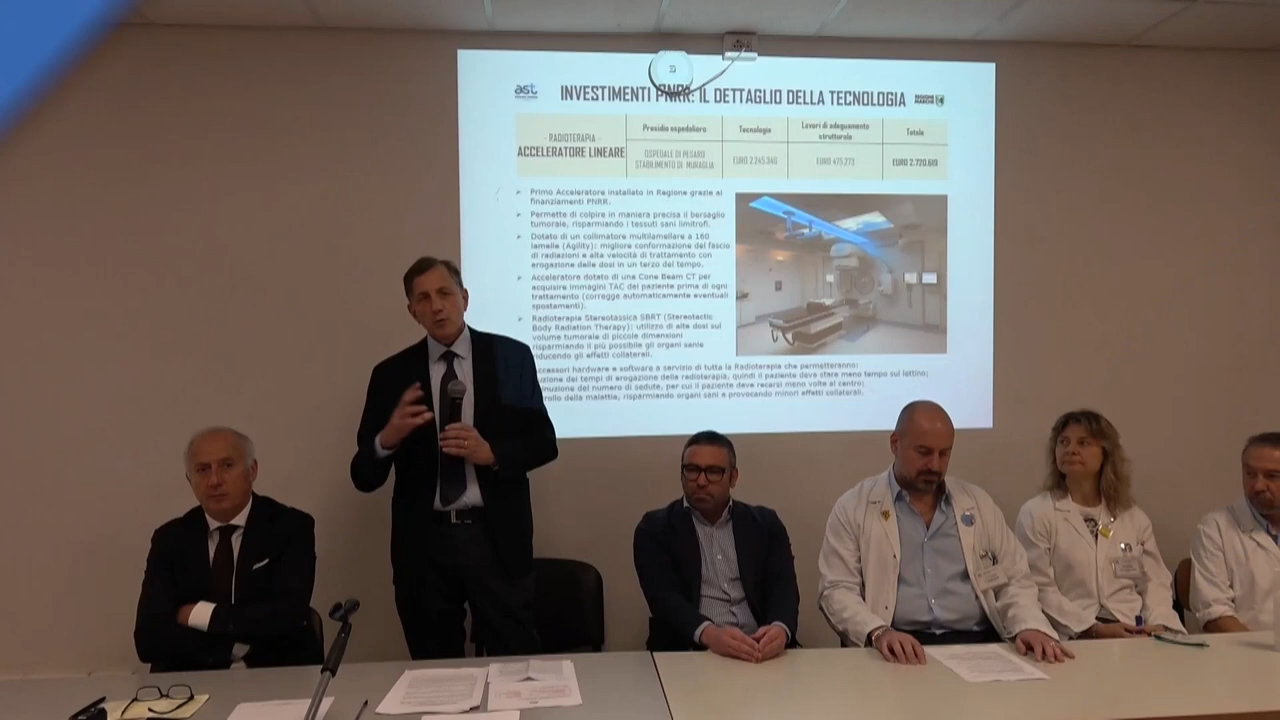 ast
INVESTIMENTI PNRR: IL DETTAGLIO DELLA TECNOLOGIA
REGIONE
MARCHE
- RADIOTERAPIA -
ACCELERATORE LINEARE
Presidio ospedaliero
Tecnologia
Lavori di adeguamento
strutturale
Totale
OSPEDALE DI PESARO
STABILIMENTO DI MURAGLIA
EURO 2.245.346
EURO 475.273
EURO 2.720.619
Primo Acceleratore installato in Regione grazie ai
finanziamenti PNRR.
Permette di colpire in maniera precisa il bersaglio
tumorale, risparmiando i tessuti sani limitrofi.
Dotato di un collimatore multilamellare a 160
lamelle (Agility): migliore conformazione del fascio
di radiazioni e alta velocità di trattamento con
erogazione delle dosi in un terzo del tempo.
Acceleratore dotato di una Cone Beam CT per
acquisire immagini TAC del paziente prima di ogni
trattamento (corregge automaticamente eventuali
spostamenti).
Radioterapia Stereotassica SBRT (Stereotactic
Body Radiation Therapy): utilizzo di alte dosi sul
volume tumorale di piccole dimensioni
risparmiando il più possibile gli organi sani e
riducendo gli effetti collaterali.
accessori hardware e software a servizio di tutta la Radioterapia che permetteranno:
uzione dei tempi di erogazione della radioterapia, quindi il paziente deve stare meno tempo sul lettino;
inuzione del numero di sedute, per cui il paziente deve recarsi meno volte al centro;
rollo della malattia, risparmiando organi sani e provocando minori effetti collaterali.